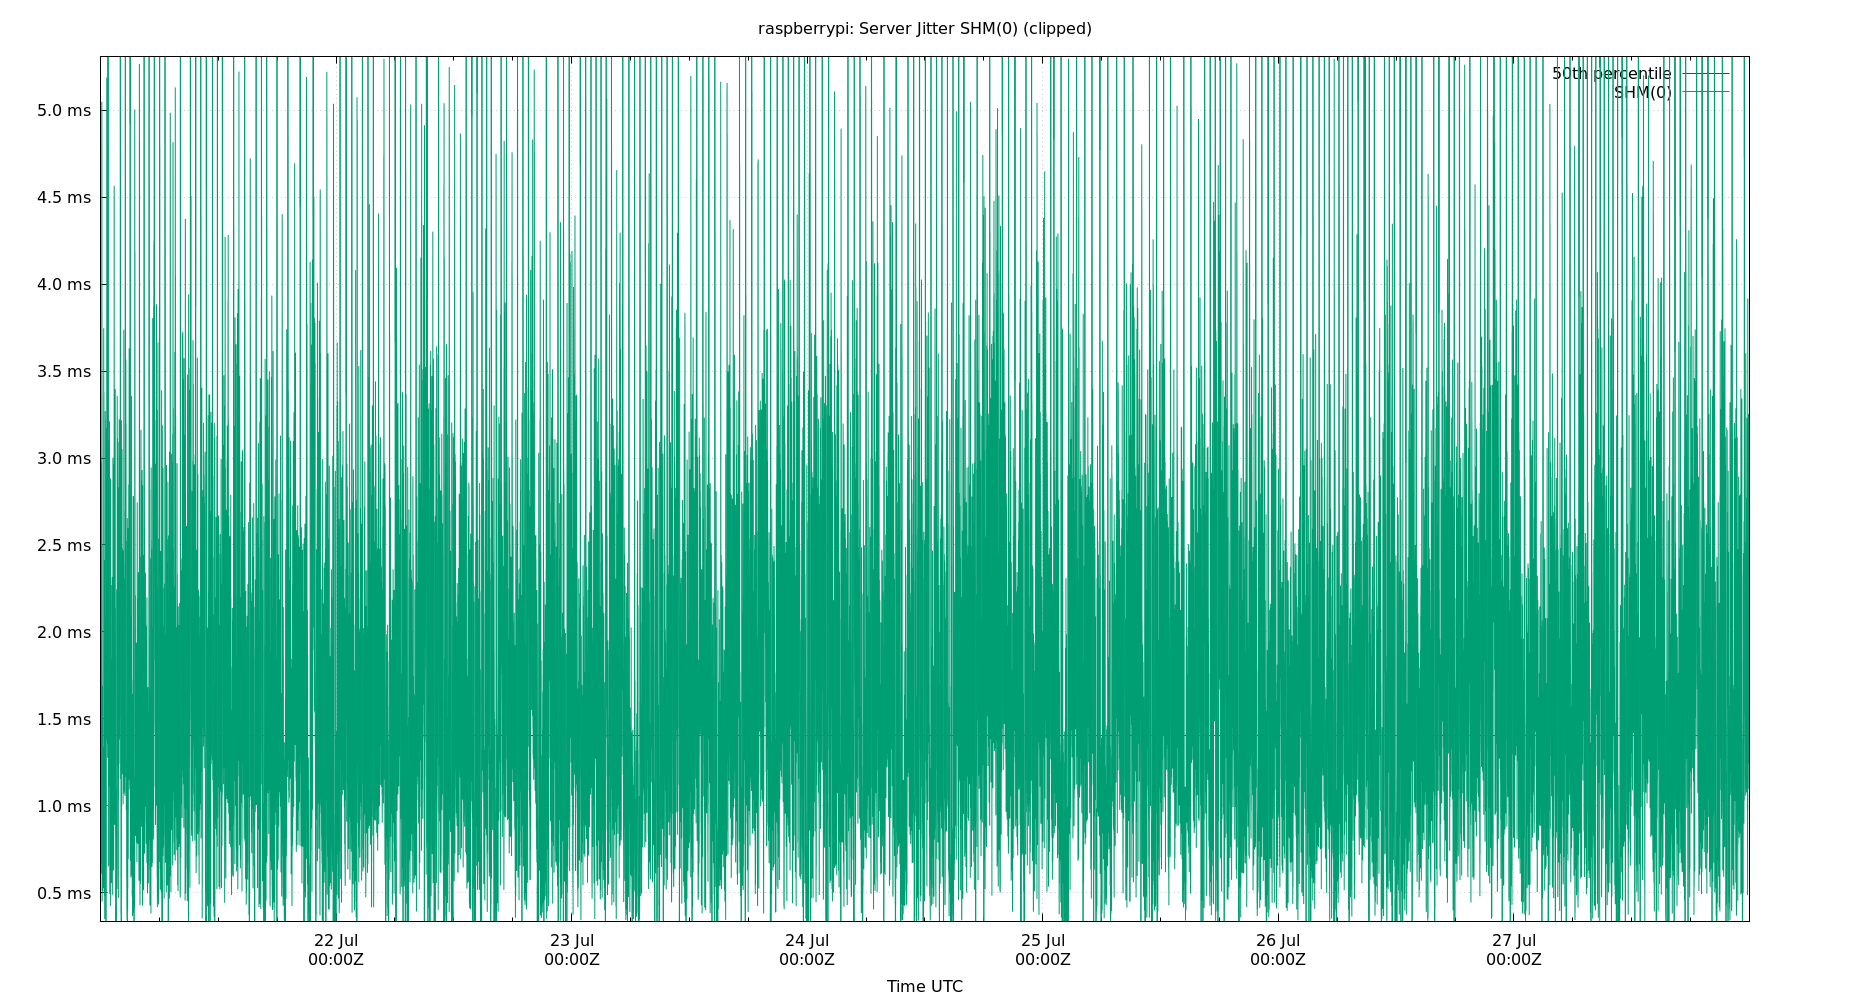 raspberrypi: Server Jitter SHM(0) (clipped)
50th percentile
SHM(0)
5.0 ms
4.5 ms
4.0 ms
3.5 ms
3.0 ms
2.5 ms
2.0 ms
1.5 ms
1.0 ms
0.5 ms
22 Jul 23 Jul 24 Jul 25 Jul 26 Jul 27 Jul
00:00Z 00:00Z 00:00Z 00:00Z 00:00Z 00:00Z
Time UTC